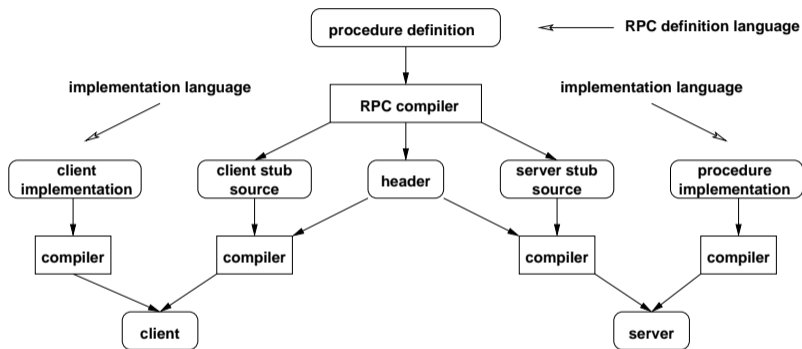 procedure definition
RPC definition language
implementation language
implementation language
RPC compiler
client
implementation
client stub
source
header
server stub
source
procedure
implementation
compiler
compiler
compiler
compiler
client
server